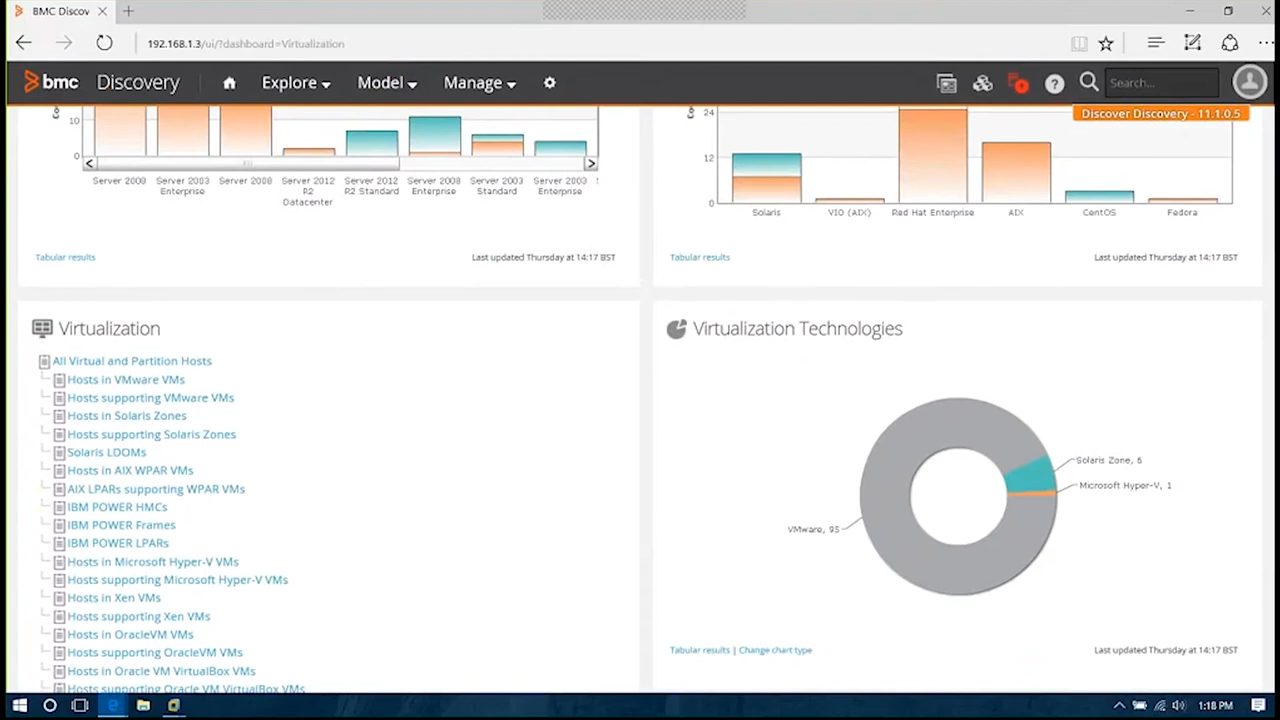 BMC Discov
192.168.1.3/ui/?dashboard=Virtualization
bmc Discovery Explore Model Manage Search...
Discover Discovery - 11.1.0.5
10
0
Server 2008
Server 2003 Enterprise
Server 2008
Server 2012 R2 Datacenter
Server 2012 R2 Standard
Server 2008 Enterprise
Server 2003 Standard
Server 2003 Enterprise
Tabular results
Last updated Thursday at 14:17 BST
24
12
0
Solaris
VIO (AIX)
Red Hat Enterprise
AIX
CentOS
Fedora
Tabular results
Last updated Thursday at 14:17 BST
Virtualization
All Virtual and Partition Hosts
Hosts in VMware VMs
Hosts supporting VMware VMs
Hosts in Solaris Zones
Hosts supporting Solaris Zones
Solaris LDOMs
Hosts in AIX WPAR VMs
AIX LPARs supporting WPAR VMs
IBM POWER HMCs
IBM POWER Frames
IBM POWER LPARs
Hosts in Microsoft Hyper-V VMs
Hosts supporting Microsoft Hyper-V VMs
Hosts in Xen VMs
Hosts supporting Xen VMs
Hosts in OracleVM VMs
Hosts supporting OracleVM VMs
Hosts in Oracle VM VirtualBox VMs
Hosts supporting Oracle VM VirtualBox VMs
Virtualization Technologies
Solaris Zone, 6
Microsoft Hyper-V, 1
VMware, 95
Tabular results | Change chart type
Last updated Thursday at 14:17 BST
1:18 PM